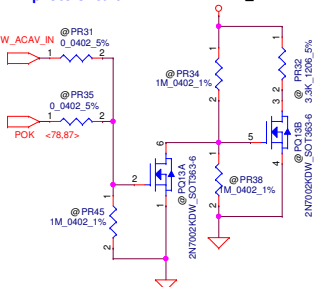 @ PR31
0_0402_5%
W_ACAV_IN
1
2
@ PR35
0_0402_5%
1
2
POK <78,87>
@ PR34
1M_0402_1%
1
2
@ PR32
3.3K_1206_5%
1
2
@ PQ13A
2N7002KDW_SOT363-6
6
2
1
@ PQ13B
2N7002KDW_SOT363-6
3
5
4
@ PR45
1M_0402_1%
1
2
@ PR38
1M_0402_1%
1
2